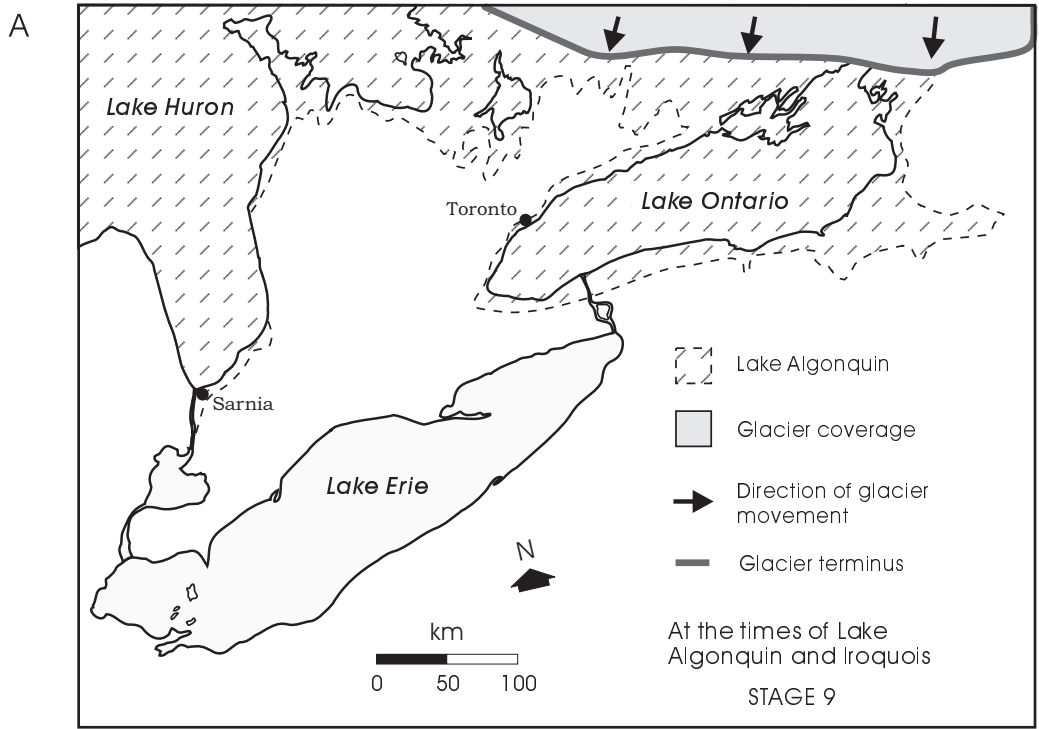 A
Lake Huron
Toronto
Lake Ontario
Sarnia
Lake Erie
Lake Algonquin
Glacier coverage
Direction of glacier
movement
Glacier terminus
N
km
0 50 100
At the times of Lake
Algonquin and Iroquois
STAGE 9